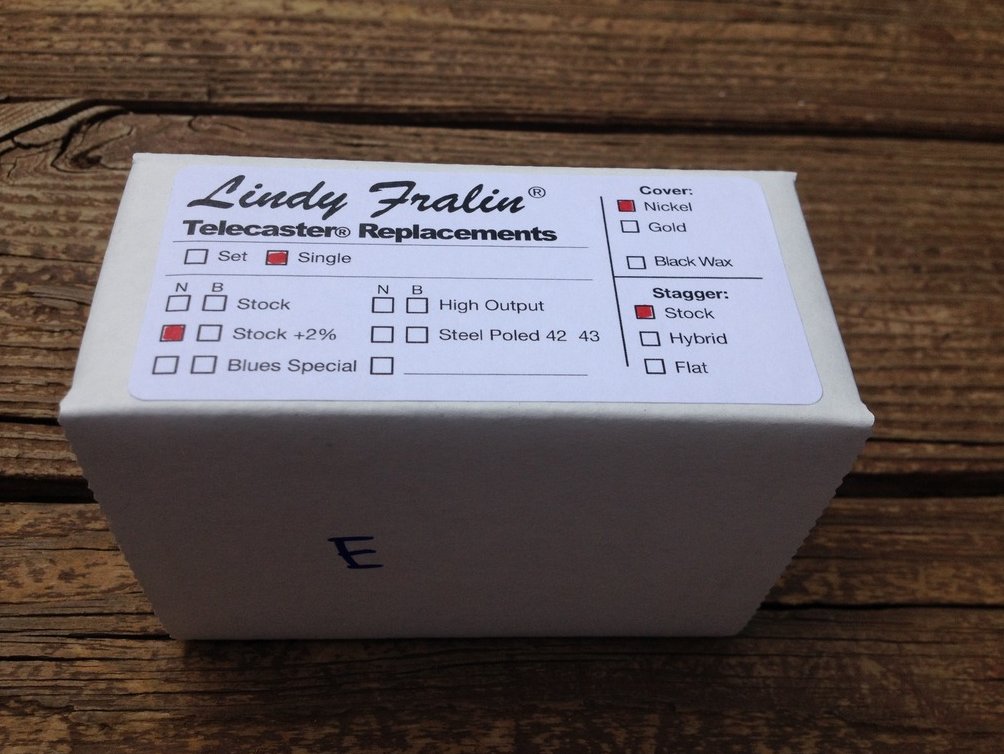 Lindy Fralin®
Telecaster® Replacements
Set Single
N B
Stock
Stock +2%
Blues Special
N B
High Output
Steel Poled 42 43
Cover:
Nickel
Gold
Black Wax
Stagger:
Stock
Hybrid
Flat
E